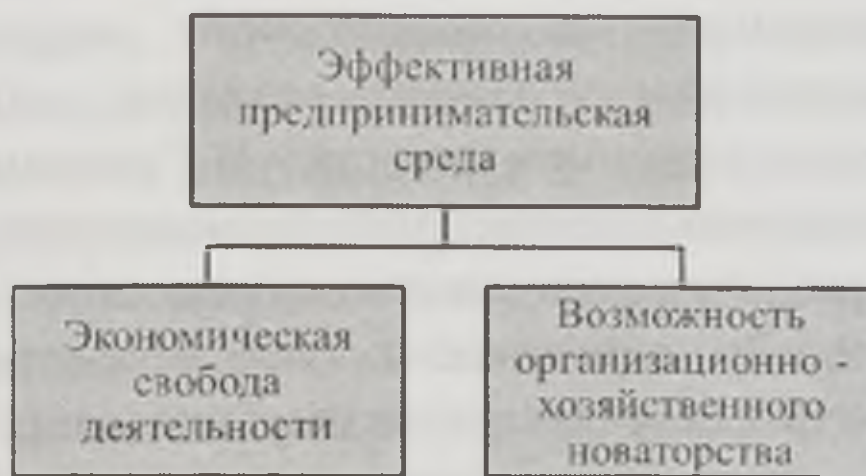 Эффективная
предпринимательская
среда
Экономическая
свобода
деятельности
Возможность
организационно -
хозяйственного
новаторства